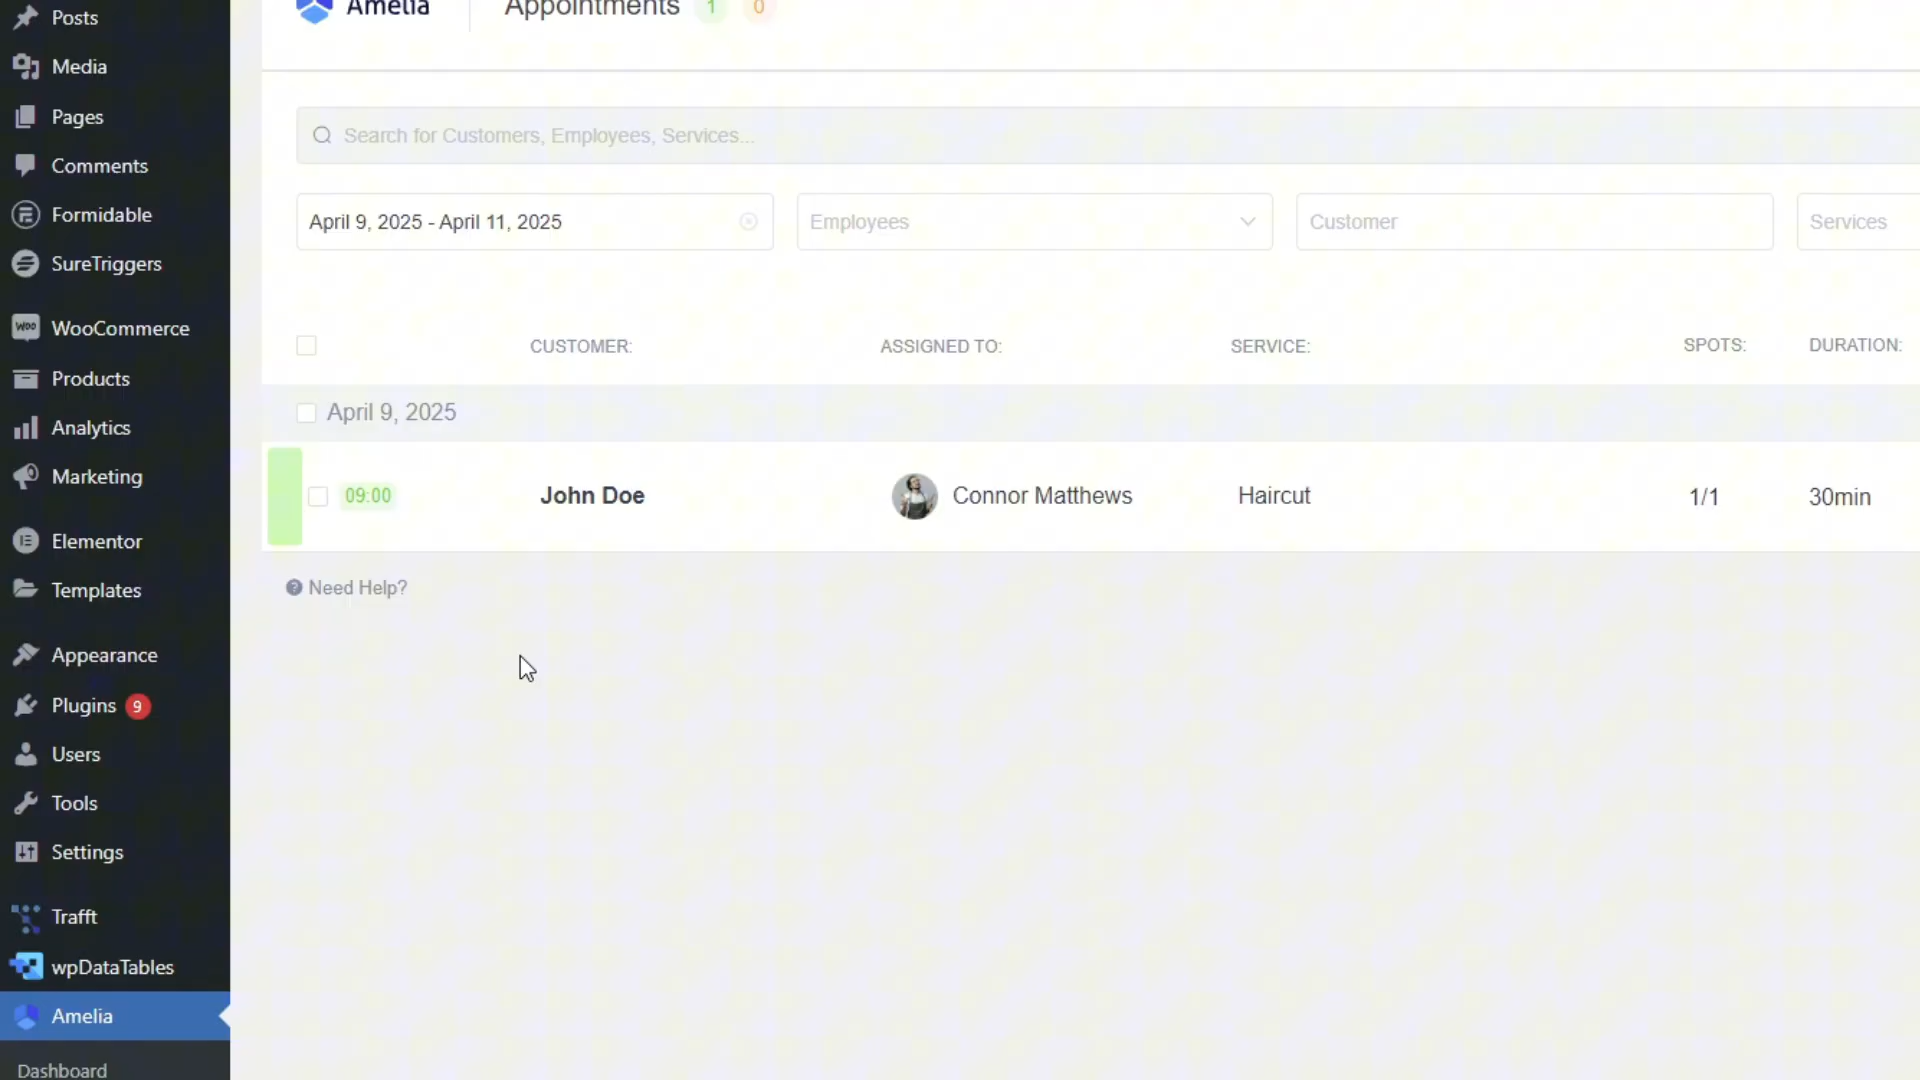 Posts
Media
Pages
Comments
Formidable
SureTriggers
WooCommerce
Products
Analytics
Marketing
Elementor
Templates
Appearance
Plugins 9
Users
Tools
Settings
Trafft
wpDataTables
Amelia
Dashboard
Amelia
Appointments 1 0
Search for Customers, Employees, Services...
April 9, 2025 - April 11, 2025
Employees
Customer
Services
CUSTOMER: ASSIGNED TO: SERVICE: SPOTS: DURATION:
April 9, 2025
09:00 John Doe Connor Matthews Haircut 1/1 30min
Need Help?